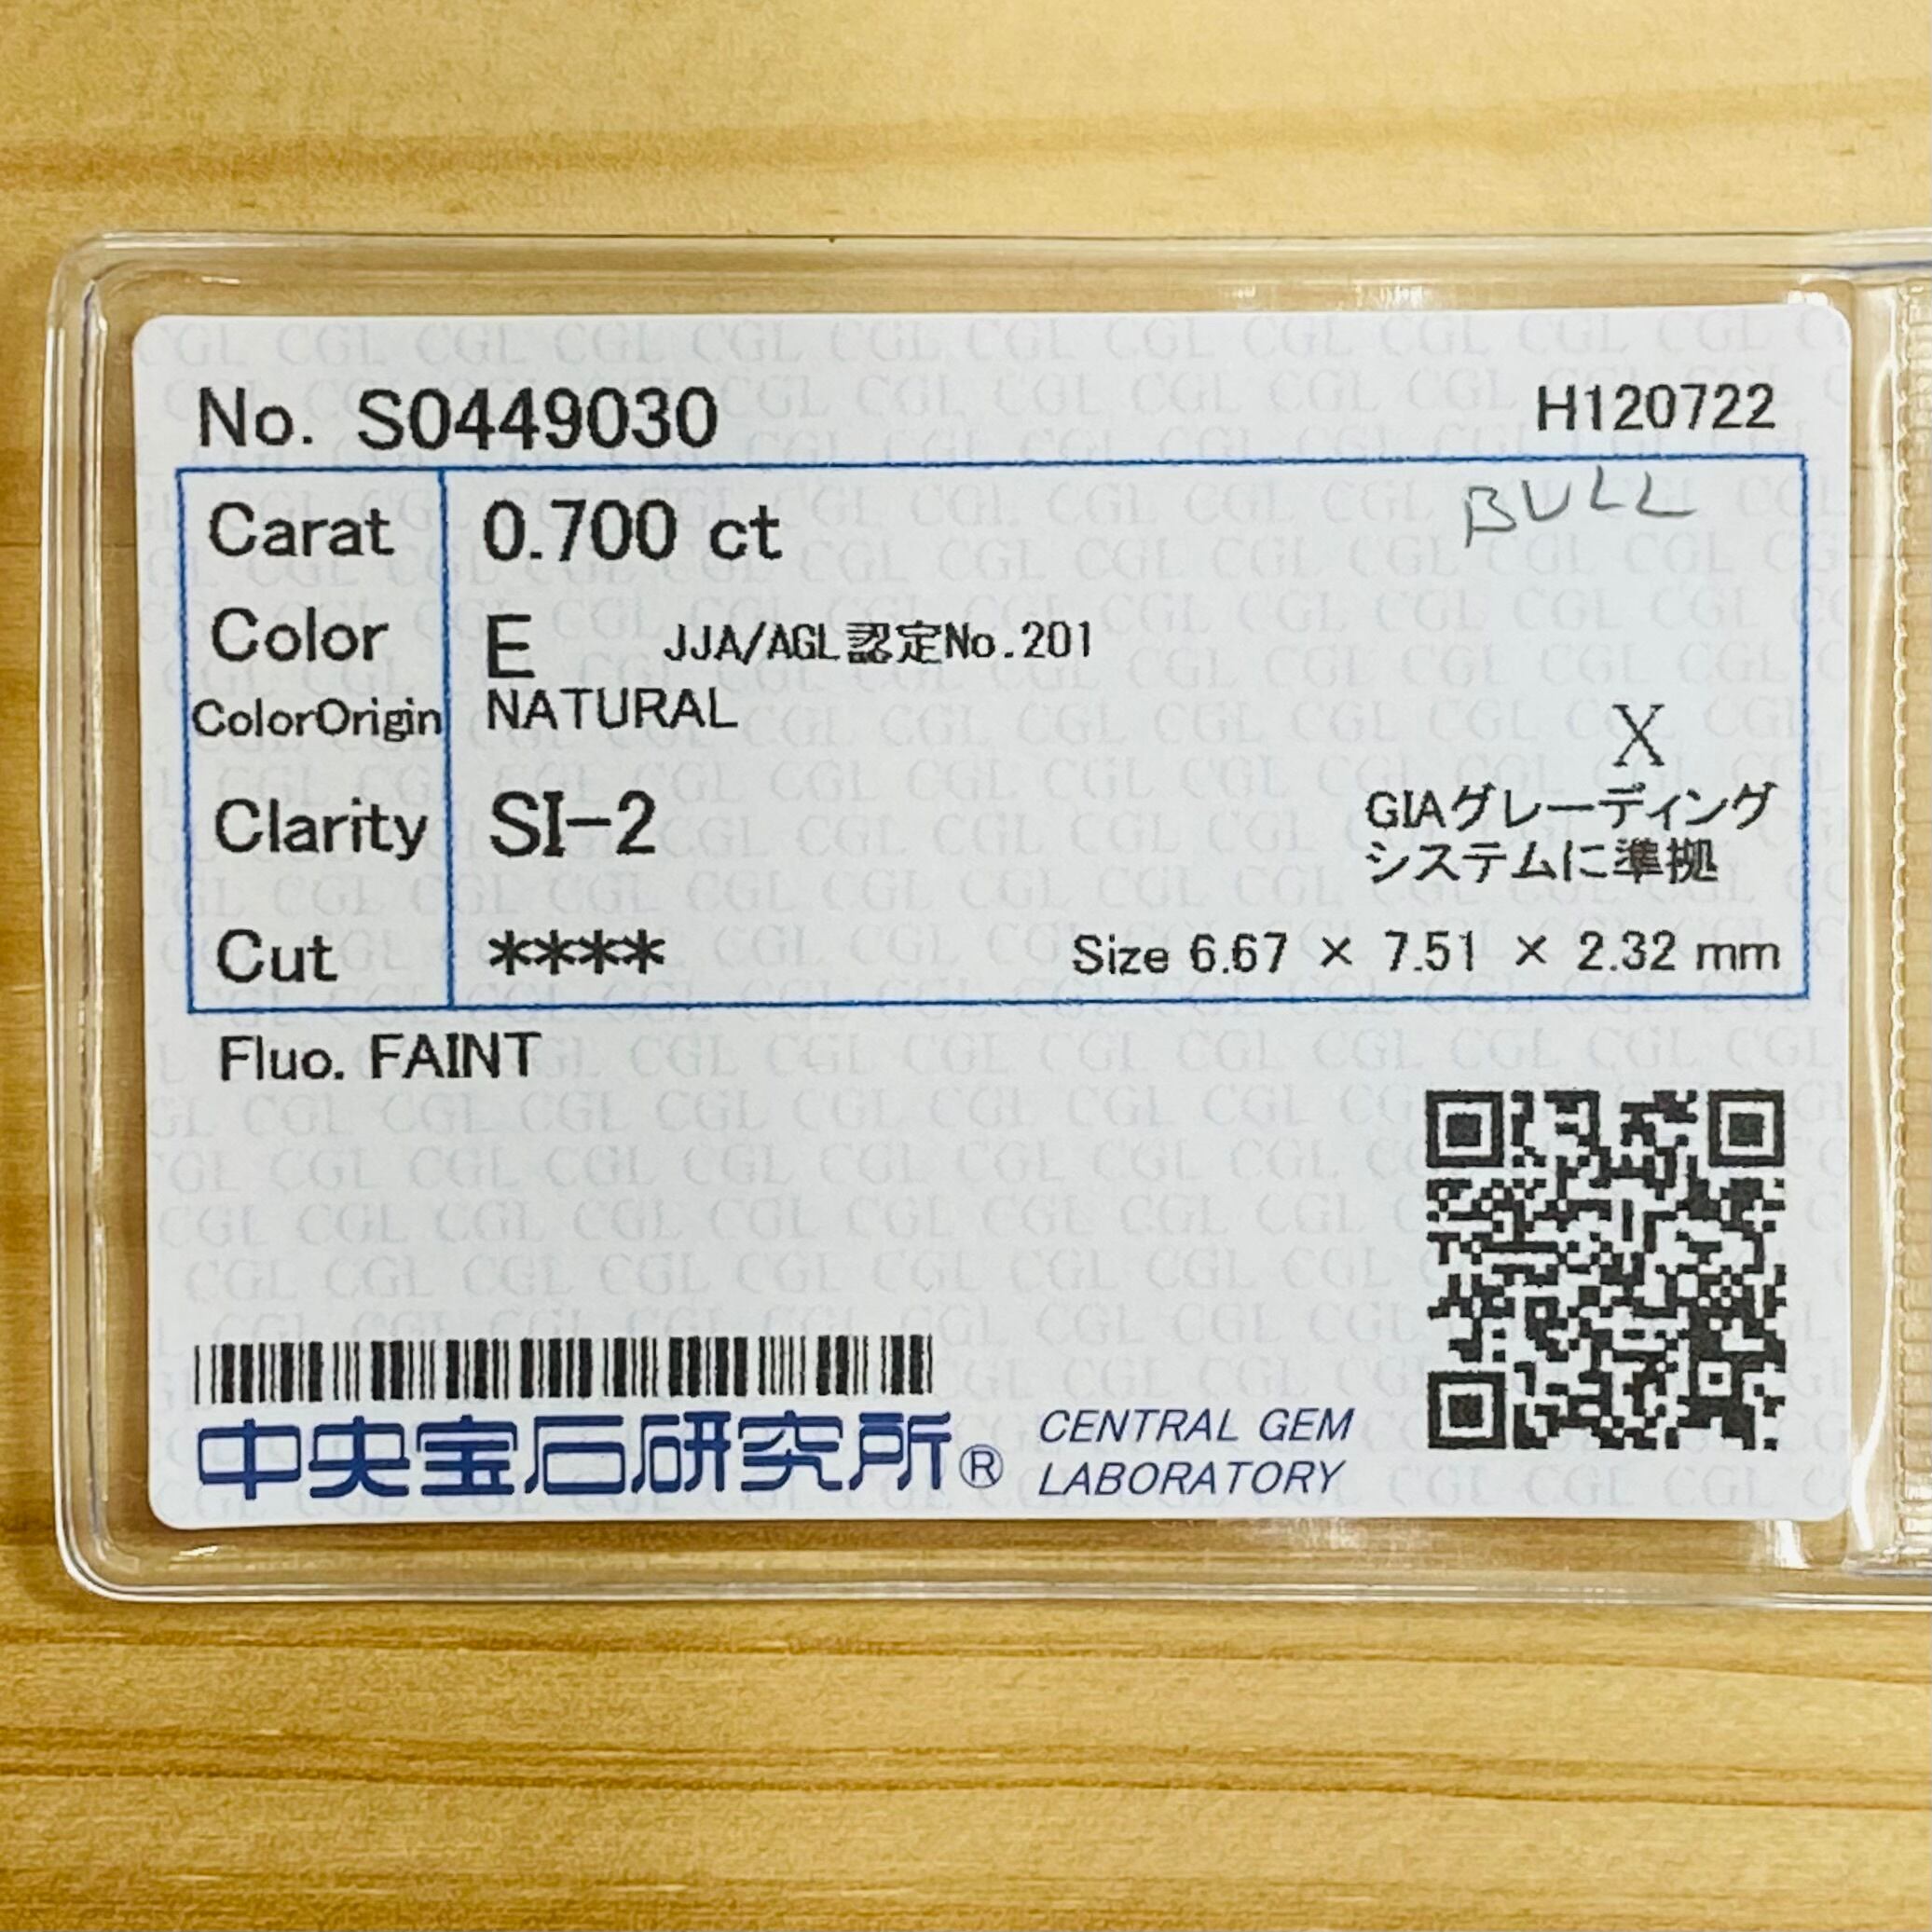 No. S0449030 H120722
BULL
Carat 0.700 ct
Color E JJA/AGL認定No.201
ColorOrigin NATURAL
X
Clarity SI-2 GIAグレーディング
システムに準拠
Cut **** Size 6.67 × 7.51 × 2.32 mm
Fluo. FAINT
中央宝石研究所® CENTRAL GEM
LABORATORY